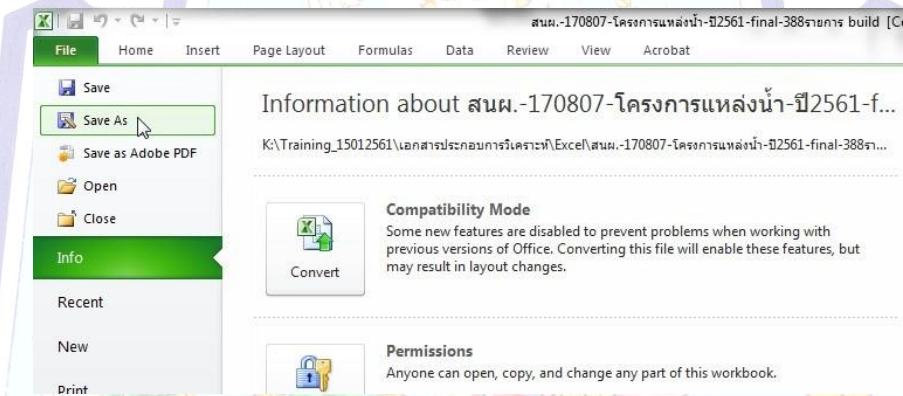 สนผ.-170807-โครงการแหล่งน้ำ-ปี2561-final-388รายการ build [Co
File Home Insert Page Layout Formulas Data Review View Acrobat
Save
Save As
Save as Adobe PDF
Open
Close
Info
Recent
New
Print
Information about สนผ.-170807-โครงการแหล่งน้ำ-ปี2561-f...
K:\Training_15012561\เอกสารประกอบการวิเคราะห์\Excel\สนผ.-170807-โครงการแหล่งน้ำ-ปี2561-final-388รา...
Convert
Compatibility Mode
Some new features are disabled to prevent problems when working with
previous versions of Office. Converting this file will enable these features, but
may result in layout changes.
Permissions
Anyone can open, copy, and change any part of this workbook.